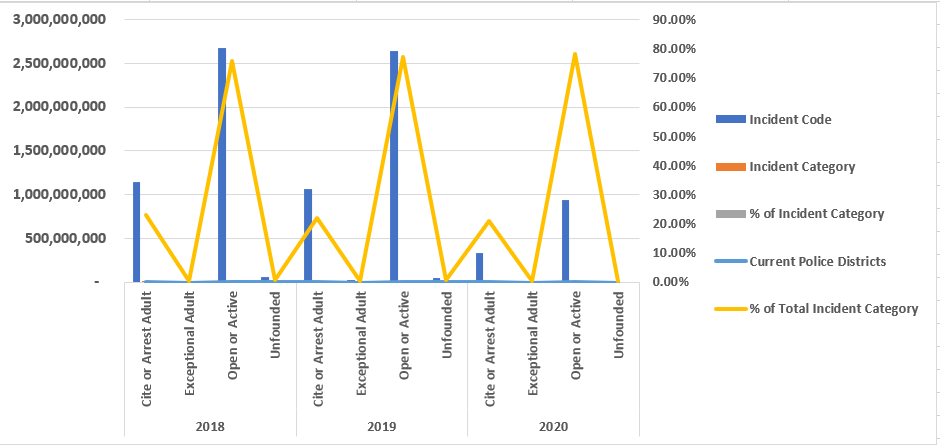 3,000,000,000
2,500,000,000
2,000,000,000
1,500,000,000
1,000,000,000
500,000,000
-
90.00%
80.00%
70.00%
60.00%
50.00%
40.00%
30.00%
20.00%
10.00%
0.00%
Cite or Arrest Adult
Exceptional Adult
Open or Active
Unfounded
Cite or Arrest Adult
Exceptional Adult
Open or Active
Unfounded
Cite or Arrest Adult
Exceptional Adult
Open or Active
Unfounded
2018
2019
2020
Incident Code
Incident Category
% of Incident Category
Current Police Districts
% of Total Incident Category